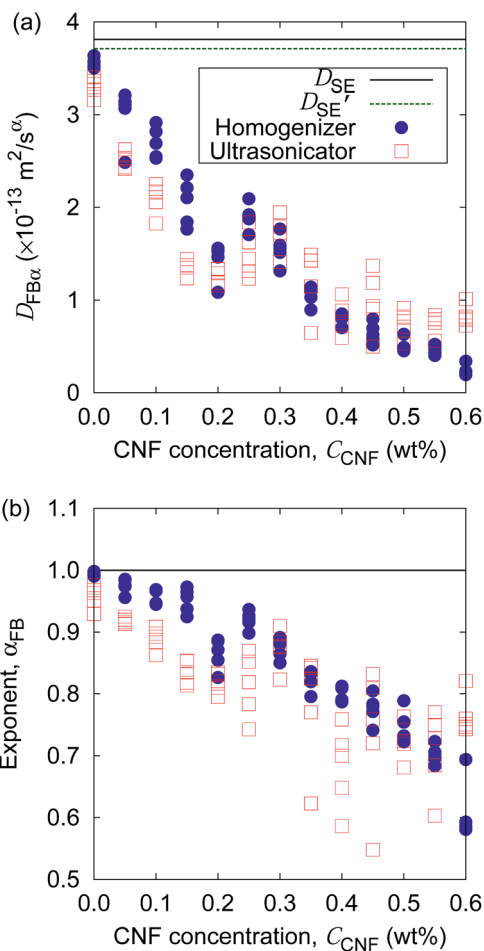 (a)
D_SE
D_SE′
Homogenizer
Ultrasonicator
D_FBα (×10⁻¹³ m²/s^α)
4
3
2
1
0
0.0 0.1 0.2 0.3 0.4 0.5 0.6
CNF concentration, C_CNF (wt%)
(b)
Exponent, α_FB
1.1
1.0
0.9
0.8
0.7
0.6
0.5
0.0 0.1 0.2 0.3 0.4 0.5 0.6
CNF concentration, C_CNF (wt%)